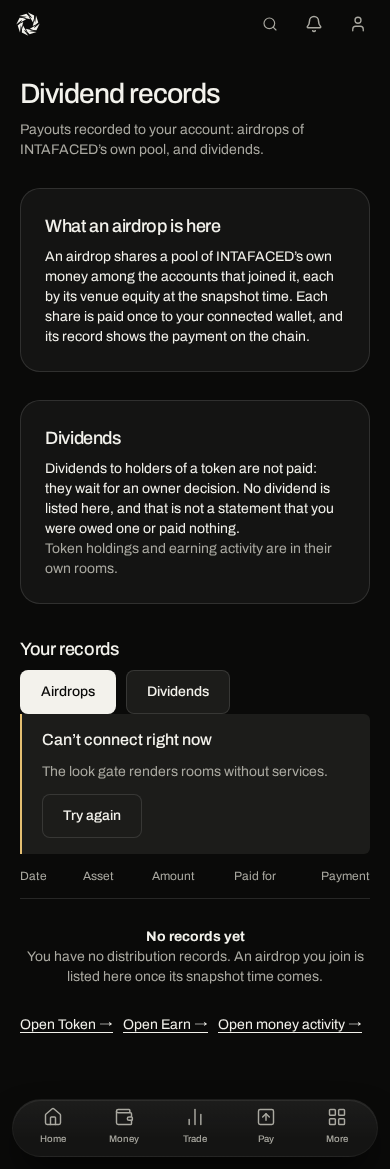 Dividend records
Payouts recorded to your account: airdrops of
INTAFACED's own pool, and dividends.
What an airdrop is here
An airdrop shares a pool of INTAFACED's own
money among the accounts that joined it, each
by its venue equity at the snapshot time. Each
share is paid once to your connected wallet, and
its record shows the payment on the chain.
Dividends
Dividends to holders of a token are not paid:
they wait for an owner decision. No dividend is
listed here, and that is not a statement that you
were owed one or paid nothing.
Token holdings and earning activity are in their
own rooms.
Your records
Airdrops Dividends
Can't connect right now
The look gate renders rooms without services.
Try again
Date Asset Amount Paid for Payment
No records yet
You have no distribution records. An airdrop you join is
listed here once its snapshot time comes.
Open Token → Open Earn → Open money activity →
Home Money Trade Pay More